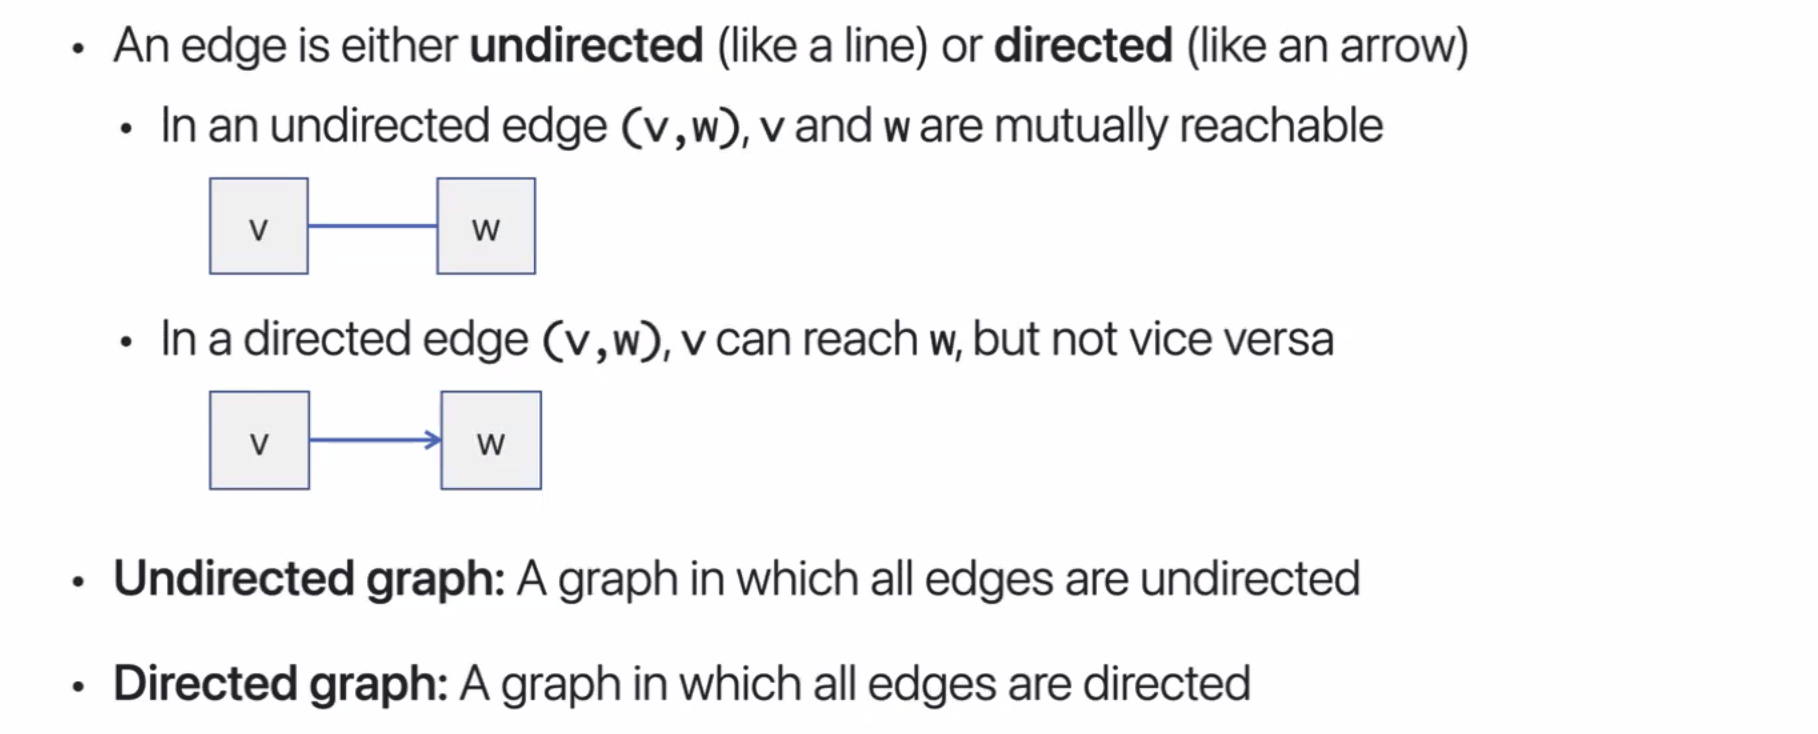 • An edge is either undirected (like a line) or directed (like an arrow)
• In an undirected edge (v,w), v and w are mutually reachable
v w
• In a directed edge (v,w), v can reach w, but not vice versa
v w
• Undirected graph: A graph in which all edges are undirected
• Directed graph: A graph in which all edges are directed